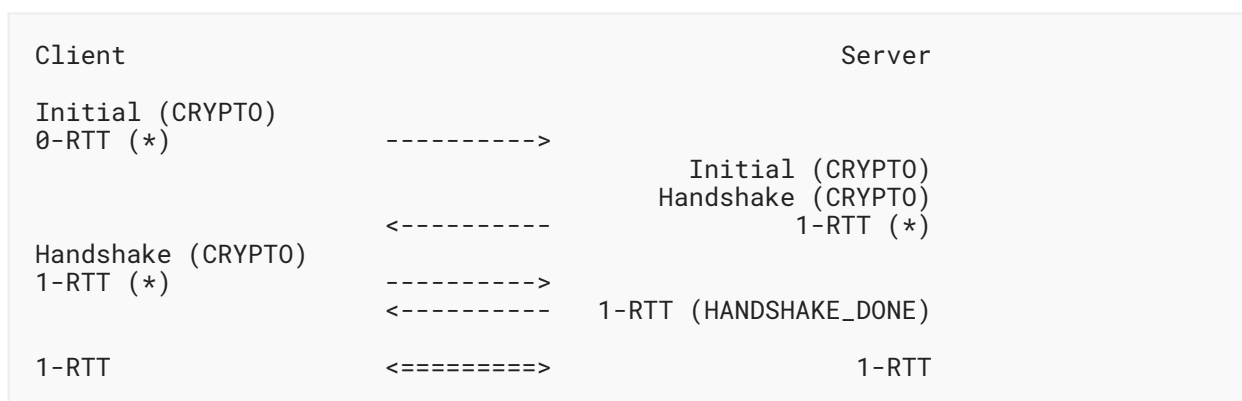 Client                                               Server

Initial (CRYPTO)
0-RTT (*)              ---------->
                                           Initial (CRYPTO)
                                         Handshake (CRYPTO)
                       <----------                1-RTT (*)
Handshake (CRYPTO)
1-RTT (*)              ---------->
                       <----------   1-RTT (HANDSHAKE_DONE)

1-RTT                  <=========>                    1-RTT